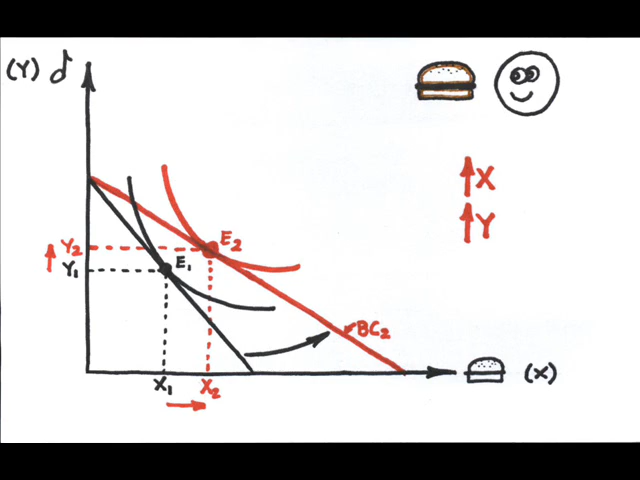 (Y)
X
Y
Y₂
E₂
Y₁
E₁
BC₂
X₁
X₂
(X)